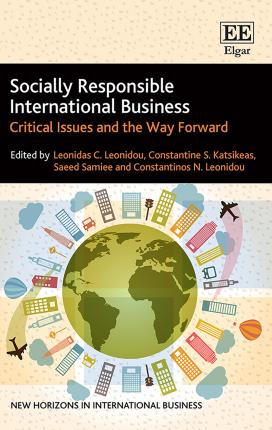 EE
Elgar
Socially Responsible
International Business
Critical Issues and the Way Forward
Edited by Leonidas C. Leonidou, Constantine S. Katsikeas,
Saeed Samiee and Constantinos N. Leonidou
NEW HORIZONS IN INTERNATIONAL BUSINESS